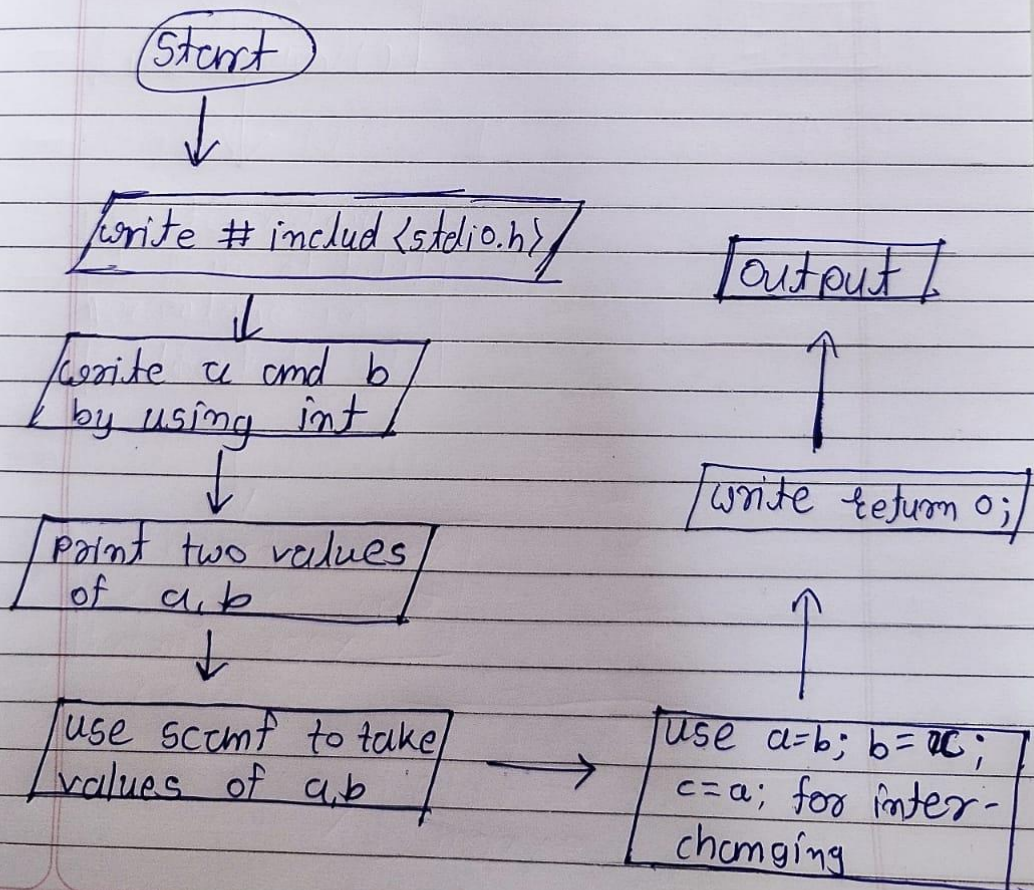 Start
write # includ <stdio.h>
write a and b
by using int
print two values
of a, b
use scanf to take
values of a,b
use a=b; b=c;
c=a; for inter-
changing
write return 0;
output